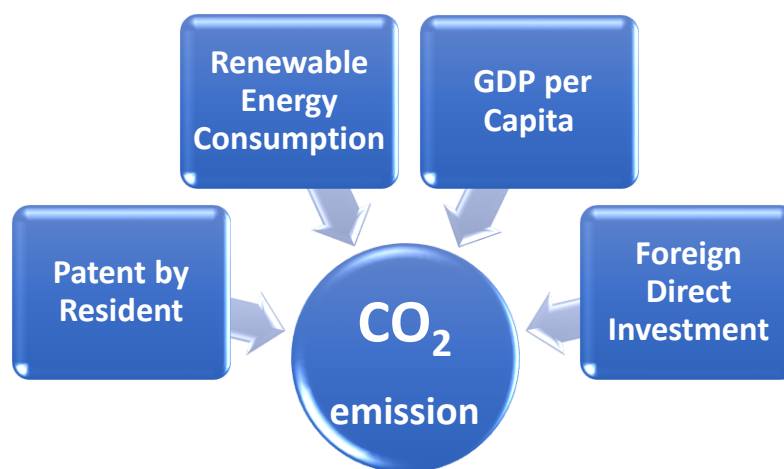 Renewable
Energy
Consumption
GDP per
Capita
Patent by
Resident
Foreign
Direct
Investment
CO₂
emission